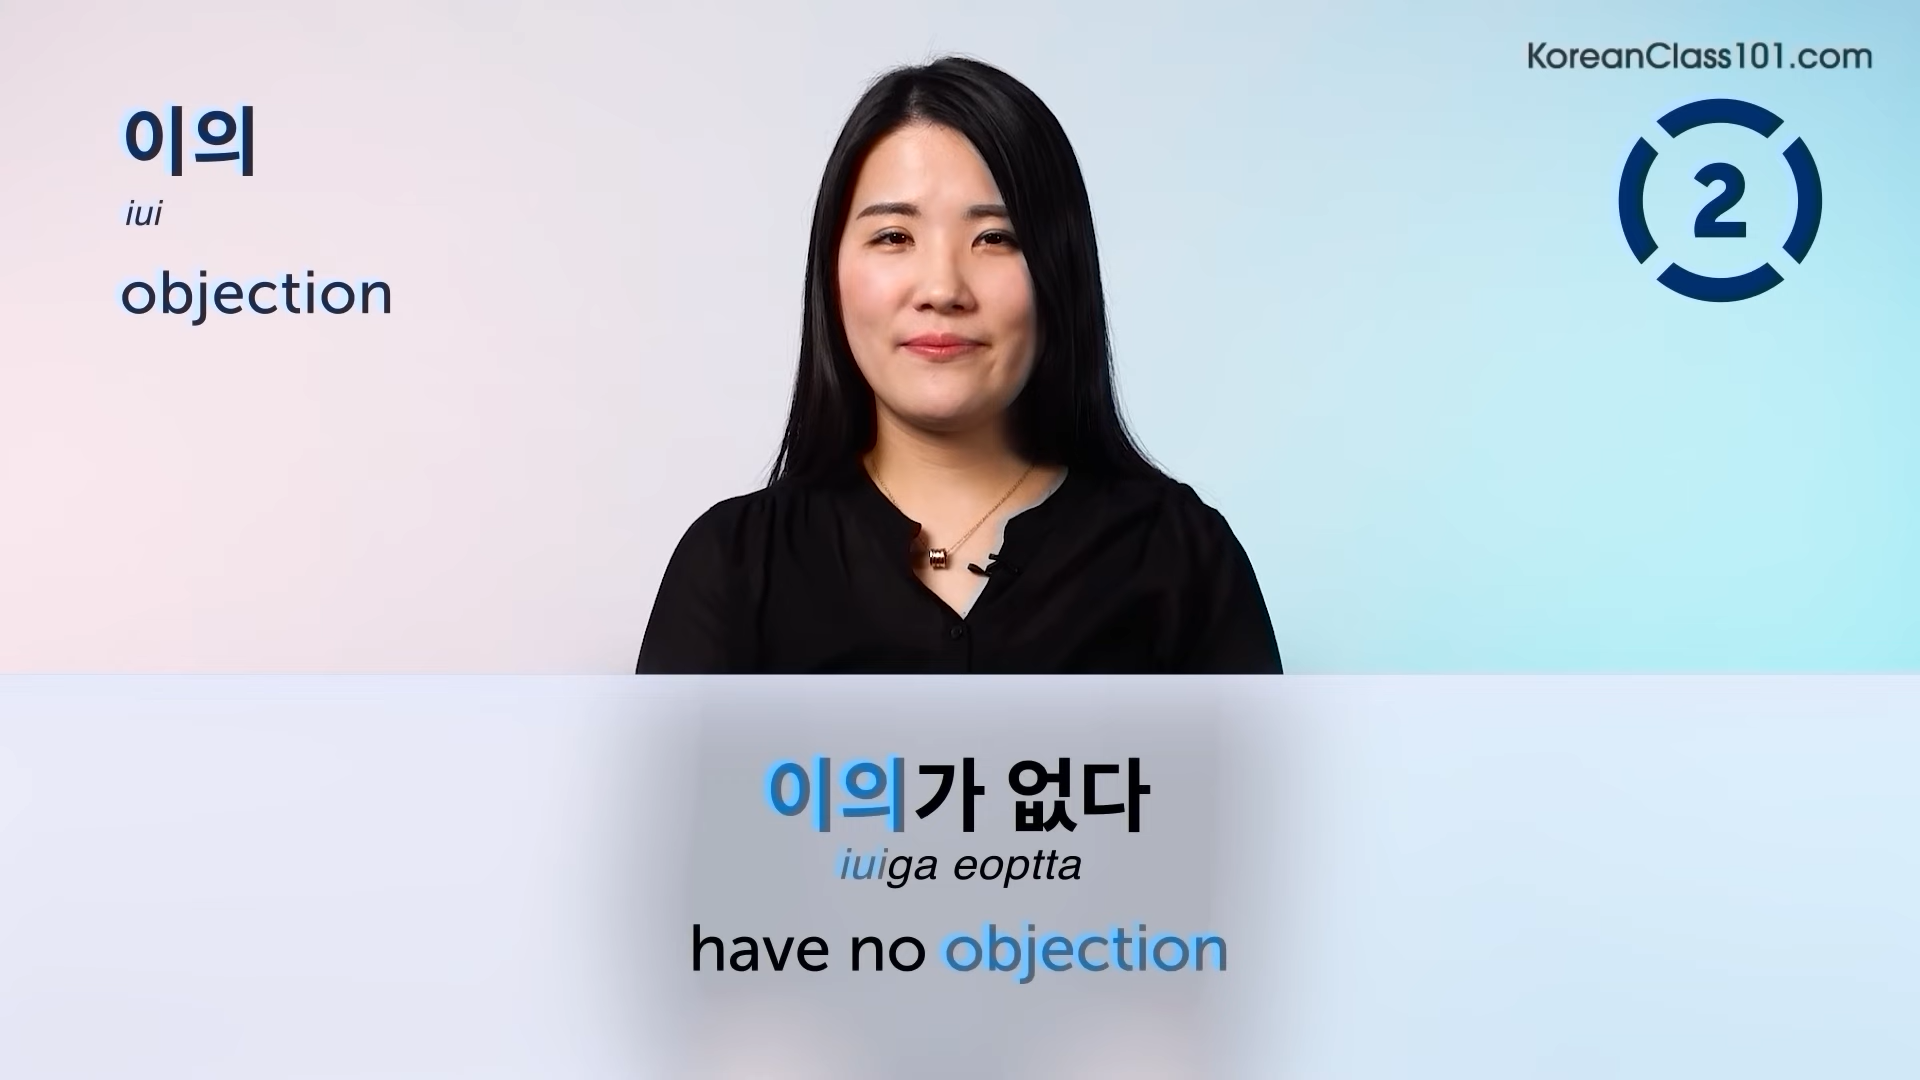 KoreanClass101.com
이의
iui
objection
2
이의가 없다
iuiga eoptta
have no objection